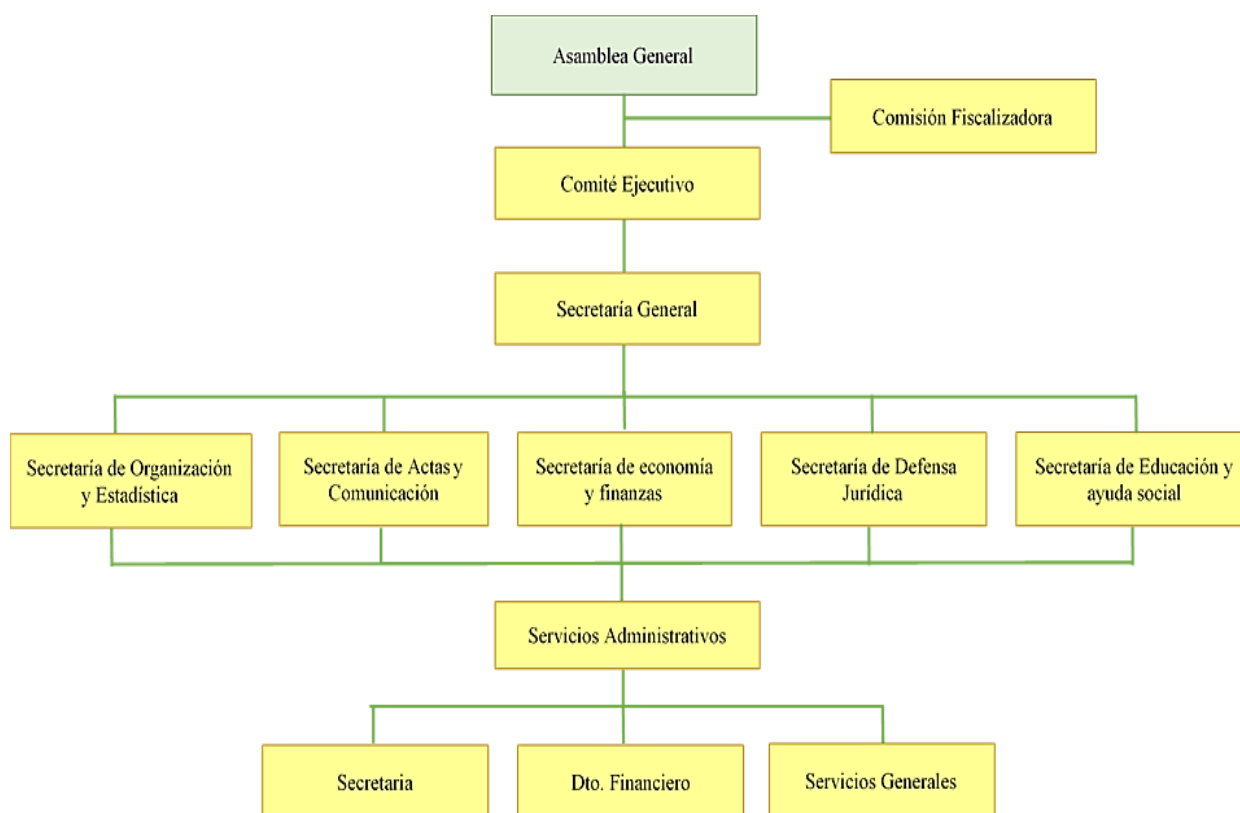 Asamblea General
Comisión Fiscalizadora
Comité Ejecutivo
Secretaría General
Secretaría de Organización
y Estadística
Secretaría de Actas y
Comunicación
Secretaría de economía
y finanzas
Secretaría de Defensa
Jurídica
Secretaría de Educación y
ayuda social
Servicios Administrativos
Secretaria
Dto. Financiero
Servicios Generales